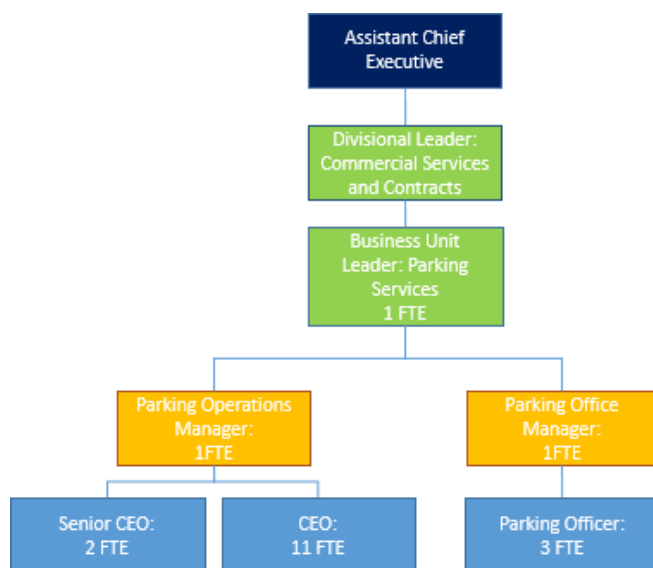 Assistant Chief
Executive
Divisional Leader:
Commercial Services
and Contracts
Business Unit
Leader: Parking
Services
1 FTE
Parking Operations
Manager:
1FTE
Parking Office
Manager:
1FTE
Senior CEO:
2 FTE
CEO:
11 FTE
Parking Officer:
3 FTE